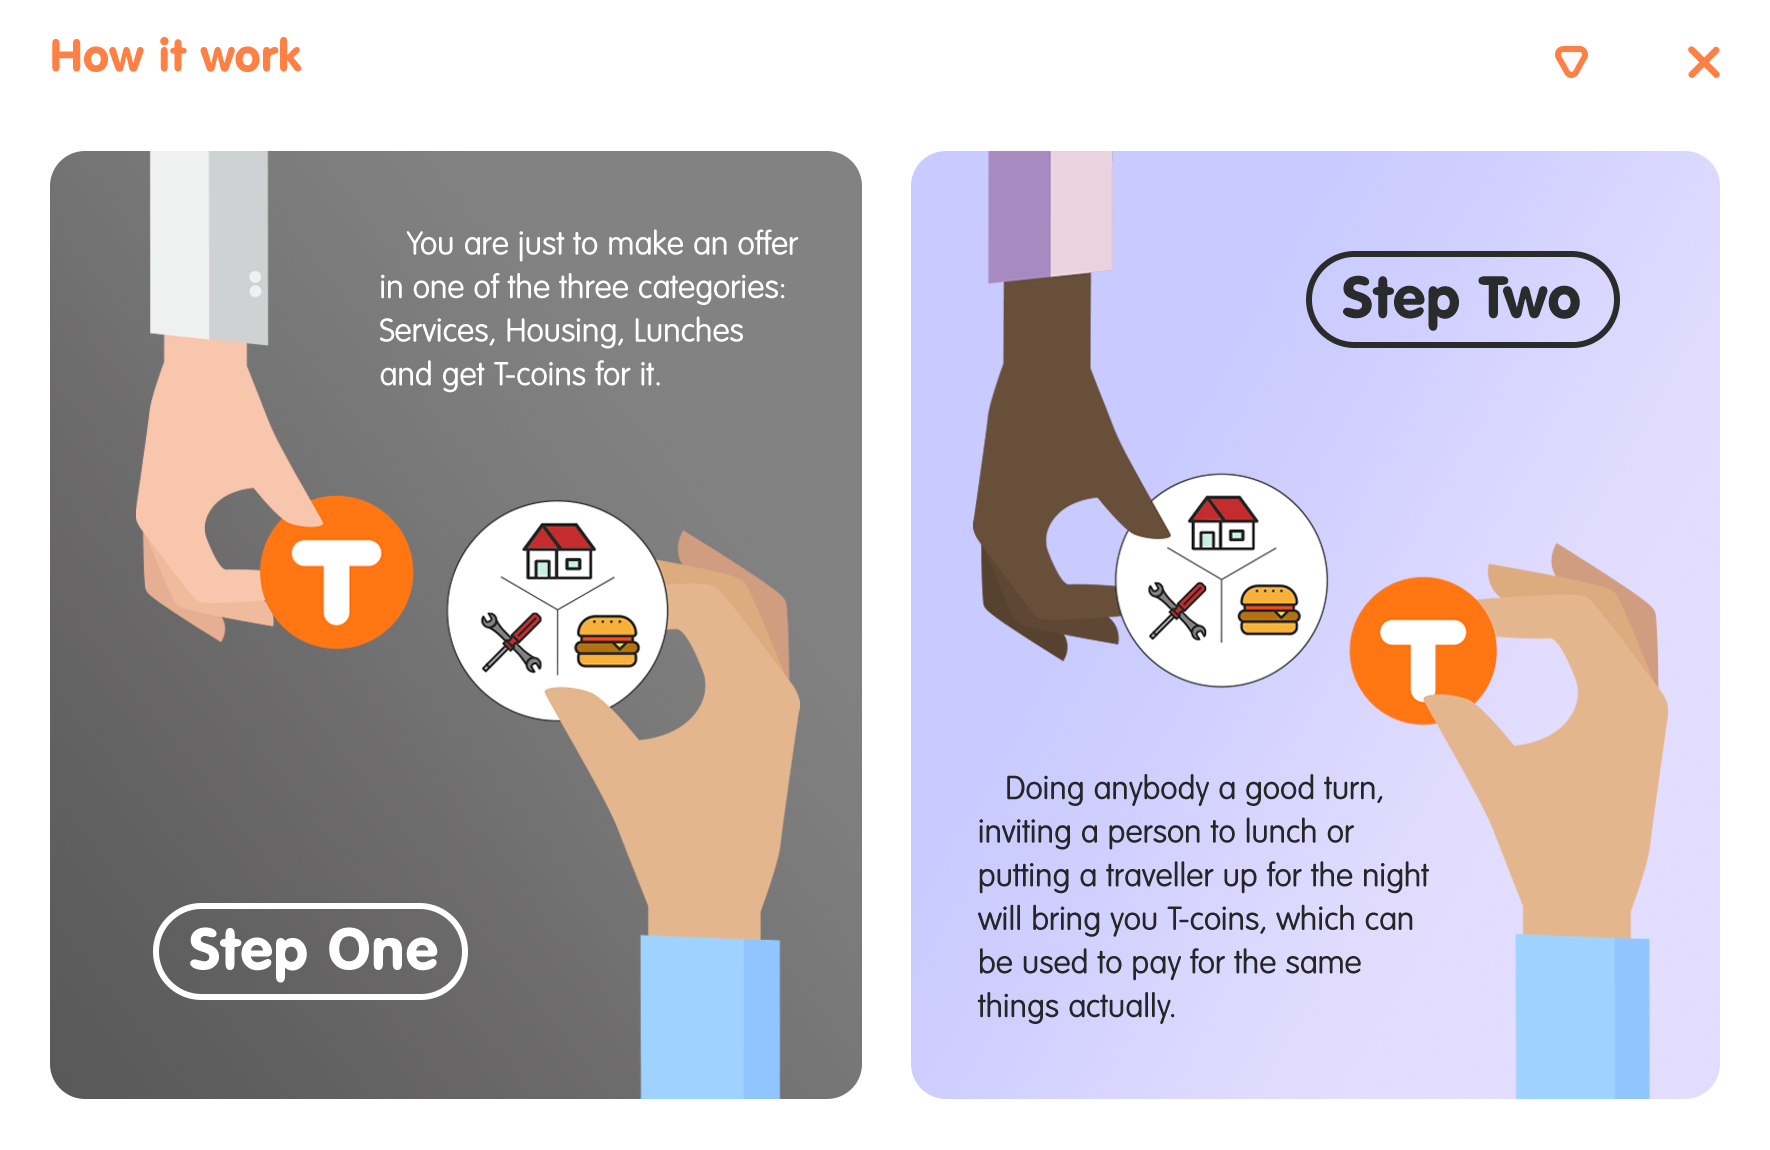 How it work
You are just to make an offer
in one of the three categories:
Services, Housing, Lunches
and get T-coins for it.
T
Step One
Step Two
T
Doing anybody a good turn,
inviting a person to lunch or
putting a traveller up for the night
will bring you T-coins, which can
be used to pay for the same
things actually.